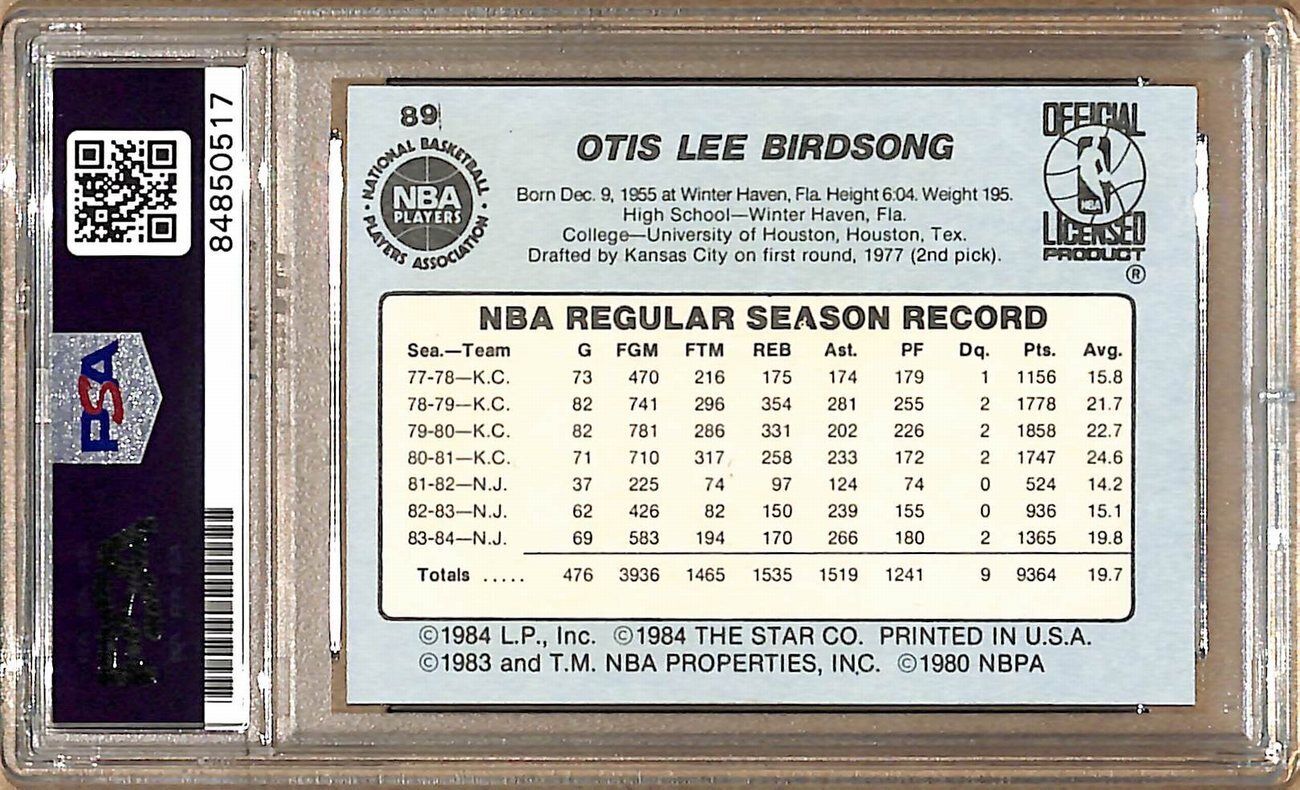 84850517
PSA
89
NATIONAL BASKETBALL
NBA
PLAYERS
PLAYERS ASSOCIATION
OTIS LEE BIRDSONG
Born Dec. 9, 1955 at Winter Haven, Fla. Height 6:04. Weight 195.
High School—Winter Haven, Fla.
College—University of Houston, Houston, Tex.
Drafted by Kansas City on first round, 1977 (2nd pick).
OFFICIAL
NBA
LICENSED
PRODUCT
®
NBA REGULAR SEASON RECORD
Sea.—Team G FGM FTM REB Ast. PF Dq. Pts. Avg.
77-78—K.C. 73 470 216 175 174 179 1 1156 15.8
78-79—K.C. 82 741 296 354 281 255 2 1778 21.7
79-80—K.C. 82 781 286 331 202 226 2 1858 22.7
80-81—K.C. 71 710 317 258 233 172 2 1747 24.6
81-82—N.J. 37 225 74 97 124 74 0 524 14.2
82-83—N.J. 62 426 82 150 239 155 0 936 15.1
83-84—N.J. 69 583 194 170 266 180 2 1365 19.8
Totals ..... 476 3936 1465 1535 1519 1241 9 9364 19.7
©1984 L.P., Inc. ©1984 THE STAR CO. PRINTED IN U.S.A.
©1983 and T.M. NBA PROPERTIES, INC. ©1980 NBPA